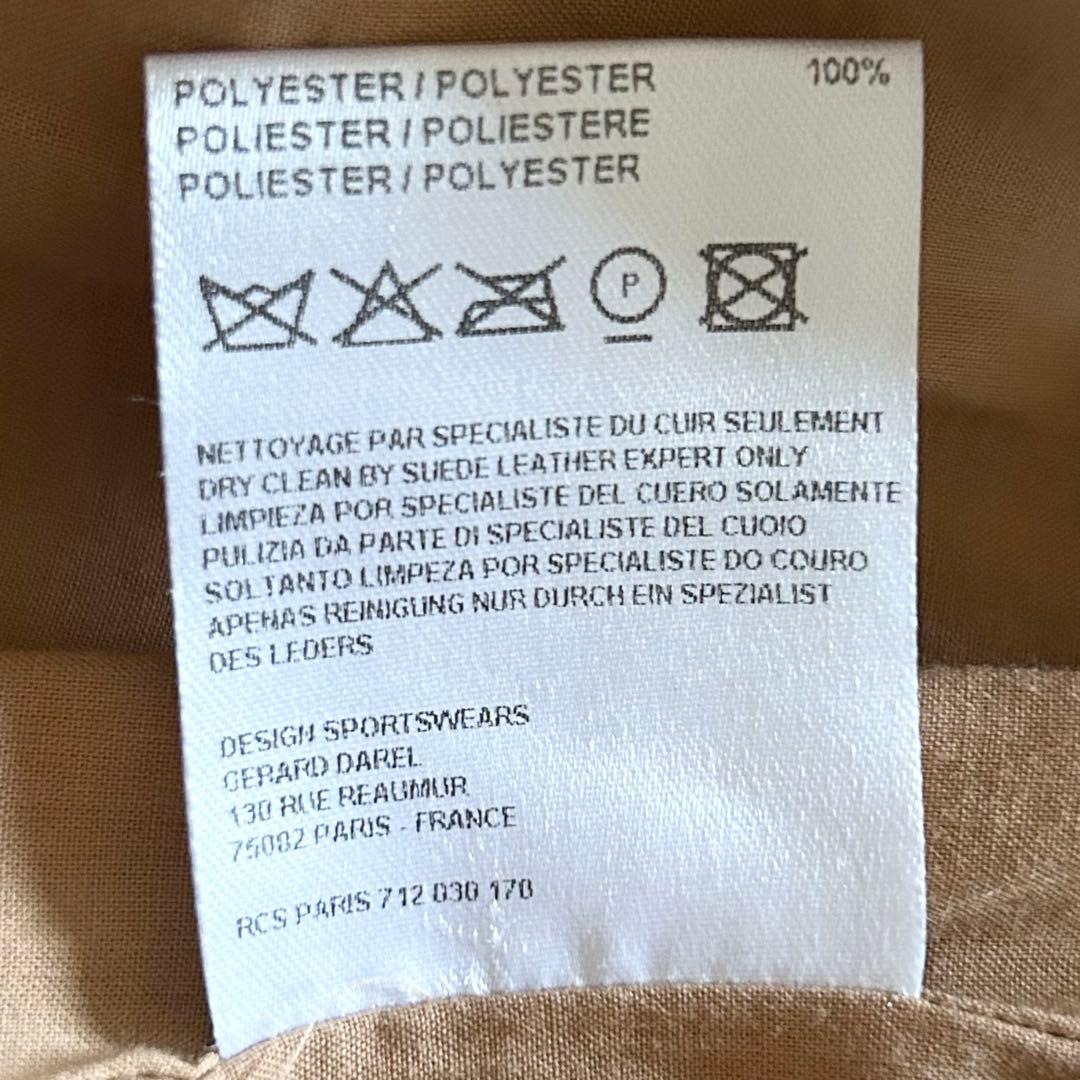 POLYESTER / POLYESTER 100%
POLIESTER / POLIESTERE
POLIESTER / POLYESTER
P
NETTOYAGE PAR SPECIALISTE DU CUIR SEULEMENT
DRY CLEAN BY SUEDE LEATHER EXPERT ONLY
LIMPIEZA POR SPECIALISTE DEL CUERO SOLAMENTE
PULIZIA DA PARTE DI SPECIALISTE DEL CUOIO
SOLTANTO LIMPEZA POR SPECIALISTE DO COURO
APENAS REINIGUNG NUR DURCH EIN SPEZIALIST
DES LEDERS
DESIGN SPORTSWEARS
GERARD DAREL
130 RUE REAUMUR
75082 PARIS - FRANCE
RCS PARIS 712 030 170